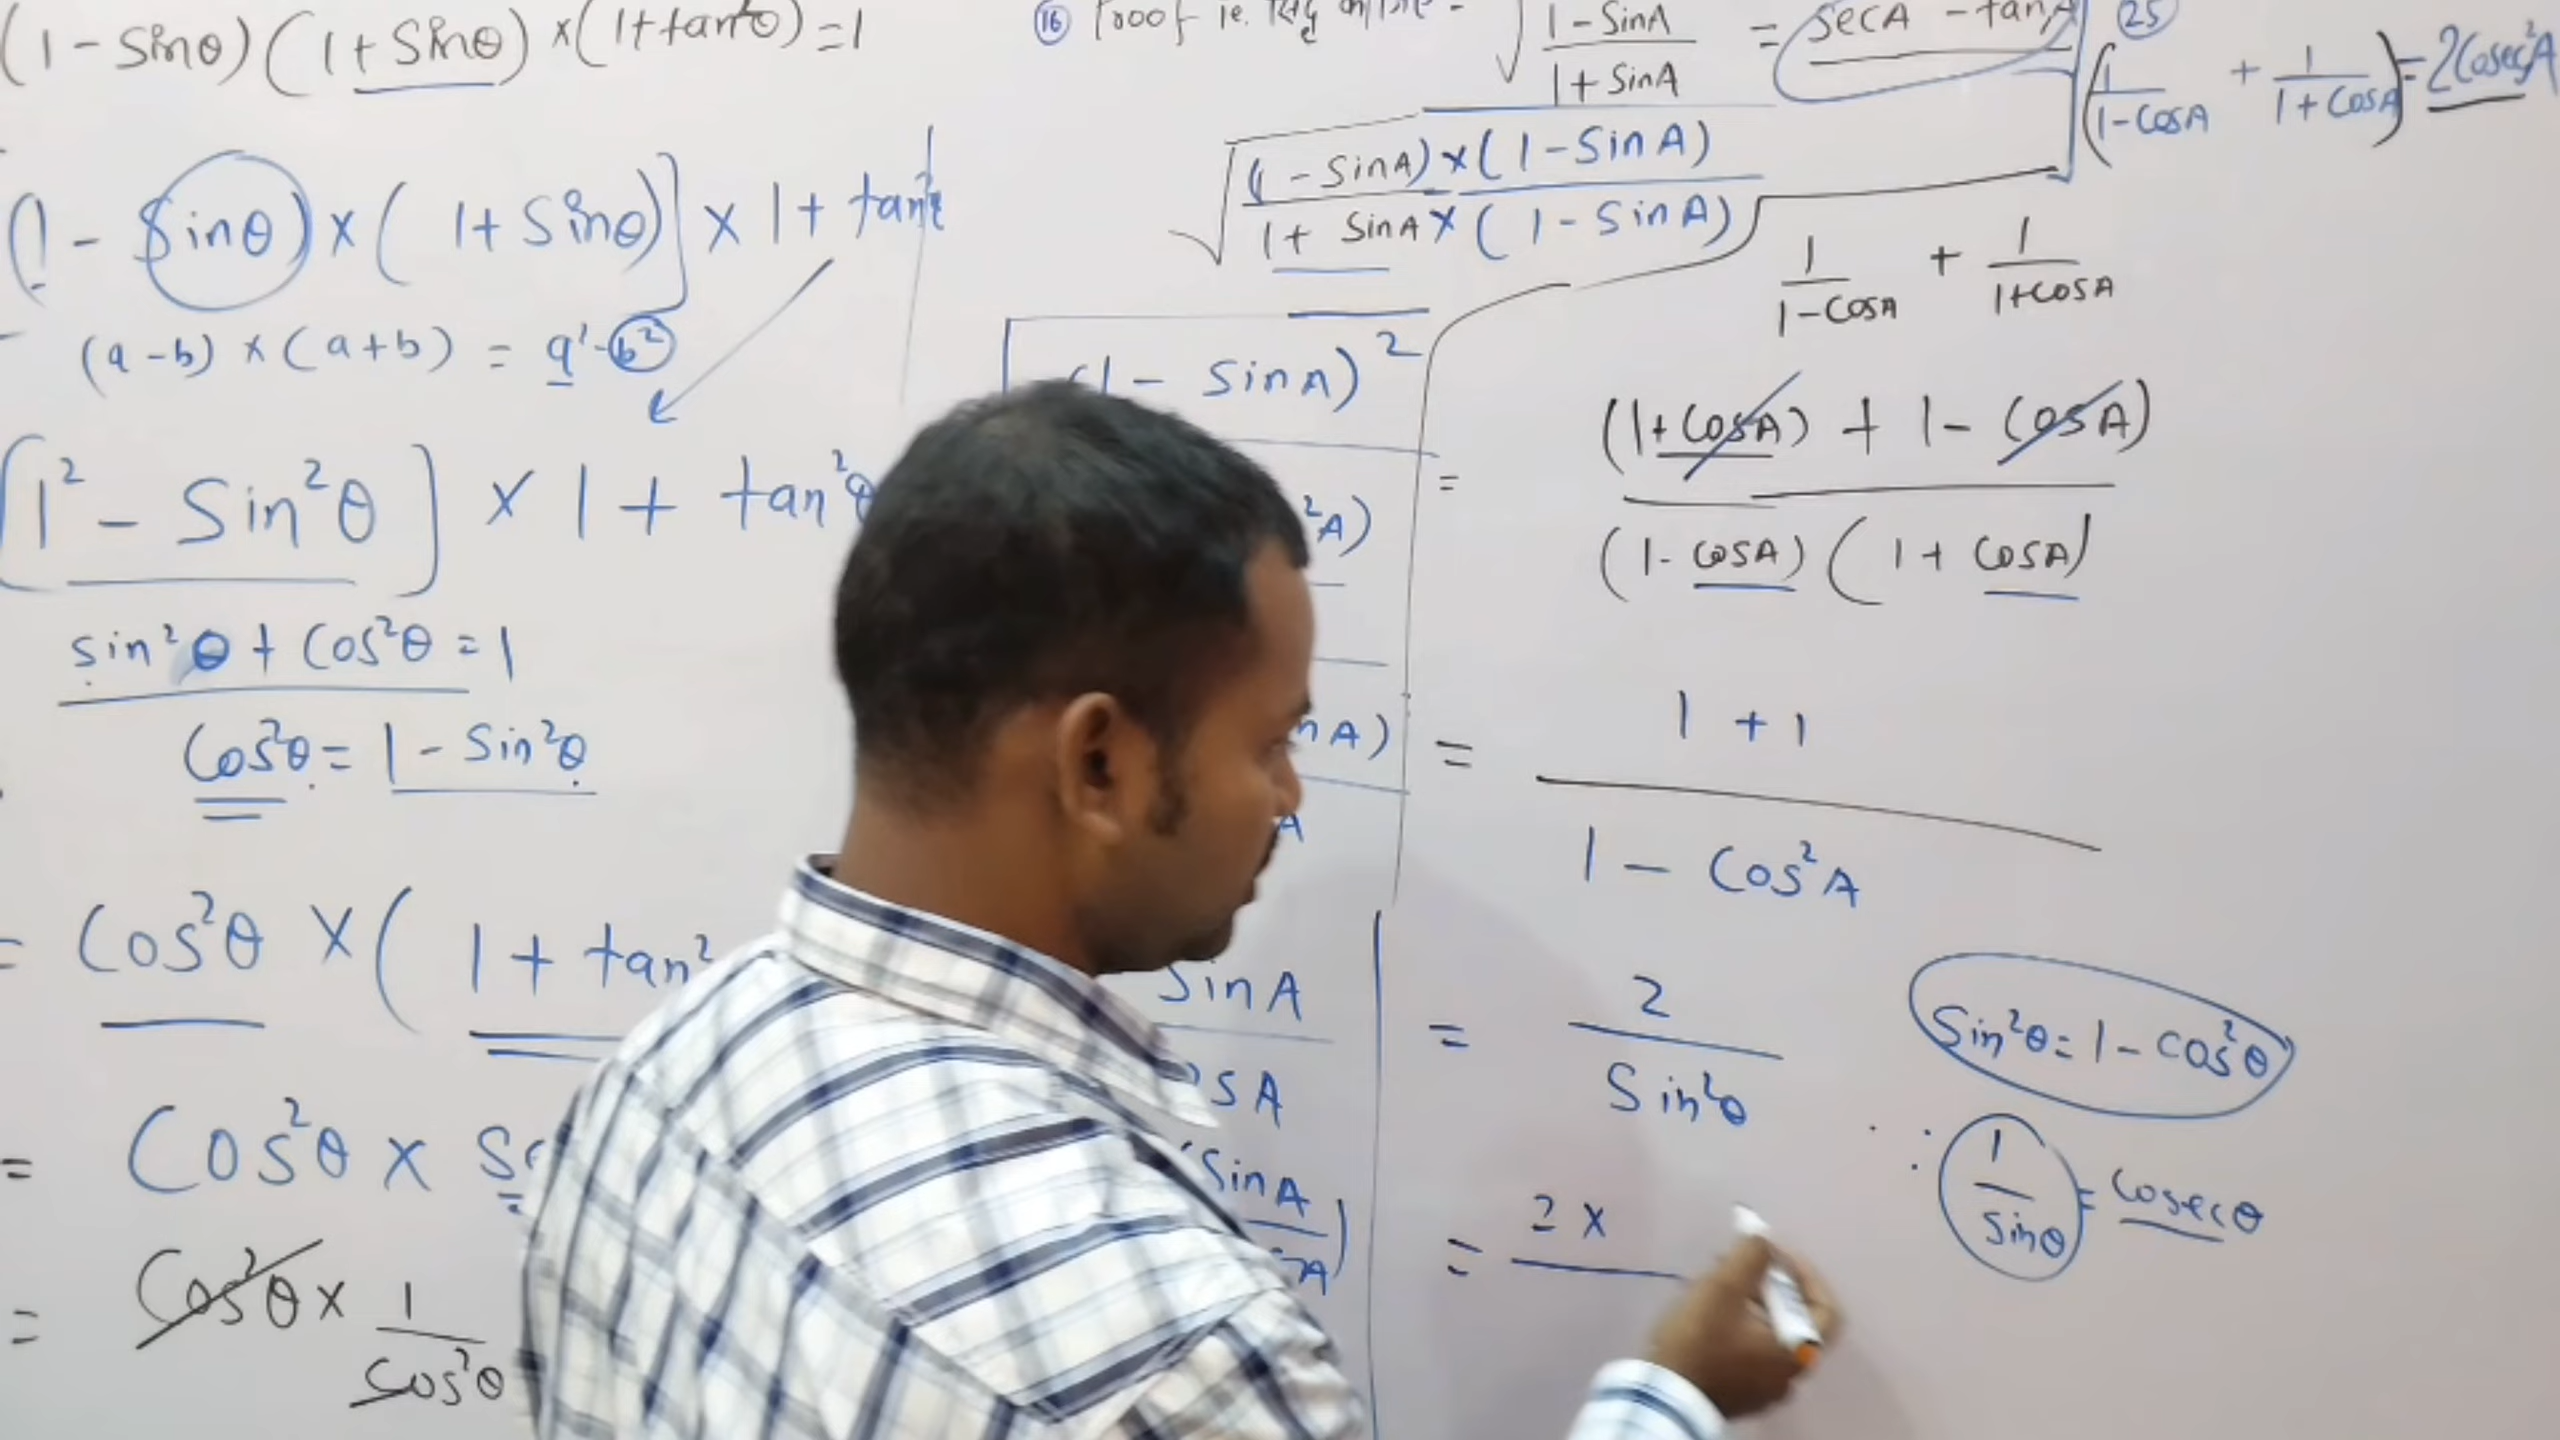 (1 - Sinθ) (1 + Sinθ) × (1 + tan²θ) = 1
(1 - Sinθ) × (1 + Sinθ)] × 1 + tan²
(a - b) × (a + b) = a² - b²
[1² - Sin²θ] × 1 + tan²θ
sin²θ + Cos²θ = 1
Cos²θ = 1 - Sin²θ
= Cos²θ × (1 + tan²
= Cos²θ × Se
= Cos²θ × 1/Cos²θ
(16) Proof ie. सिद्ध √(1 - SinA / 1 + SinA) = SecA - tanA
√((1 - SinA) × (1 - SinA) / 1 + SinA × (1 - SinA))
(1 - SinA)²
²A)
nA)
A
SinA
OSA
SinA
(25)
(1/(1 - CosA) + 1/(1 + CosA)) = 2Cosec²A
1/(1 - CosA) + 1/(1 + CosA)
= (1 + CosA) + 1 - CosA) / (1 - CosA) (1 + CosA)
= 1 + 1 / 1 - Cos²A
= 2 / Sin²θ
Sin²θ = 1 - Cos²θ
∵ 1/Sinθ = Cosecθ
= 2 ×